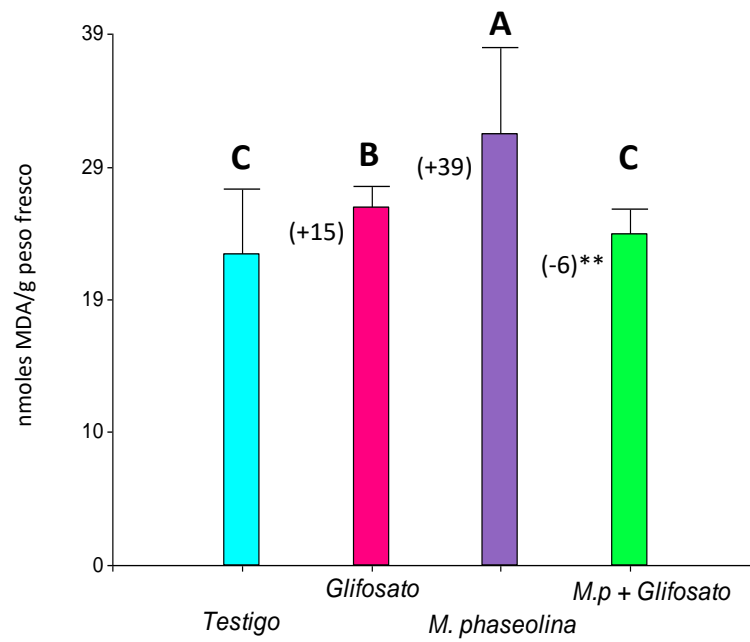 39
29
19
10
0
nmoles MDA/g peso fresco
C
B
A
C
(+15)
(+39)
(-6)**
Testigo
Glifosato
M. phaseolina
M.p + Glifosato